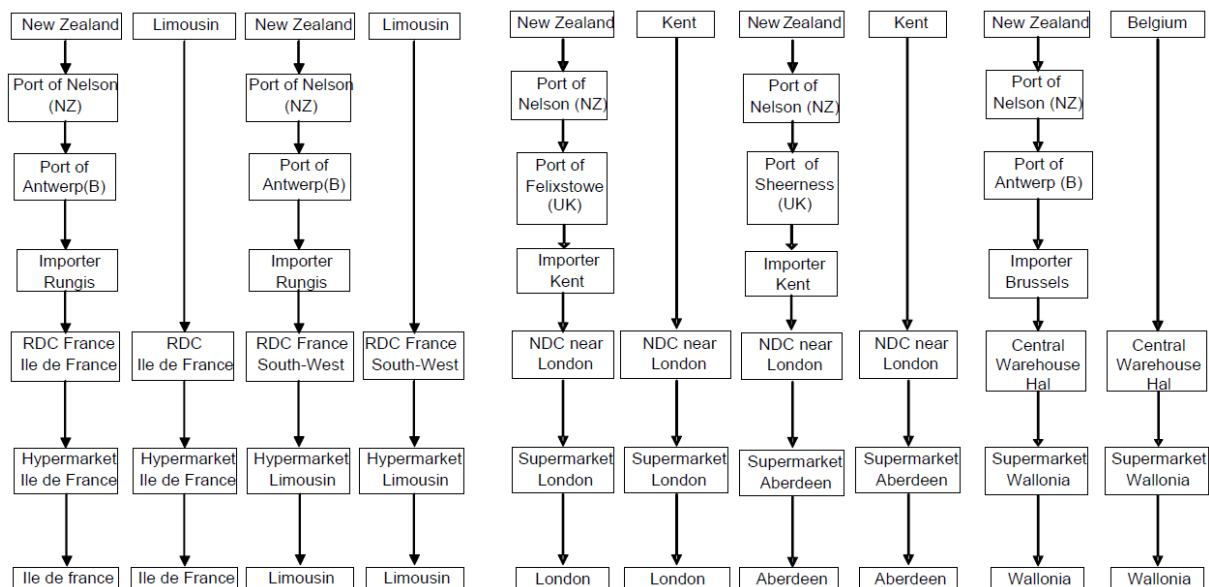 New Zealand
Limousin
New Zealand
Limousin
New Zealand
Kent
New Zealand
Kent
New Zealand
Belgium
Port of Nelson
(NZ)
Port of Nelson
(NZ)
Port of
Nelson (NZ)
Port of
Nelson (NZ)
Port of
Nelson (NZ)
Port of
Antwerp(B)
Port of
Antwerp(B)
Port of
Felixstowe
(UK)
Port of
Sheerness
(UK)
Port of
Antwerp (B)
Importer
Rungis
Importer
Rungis
Importer
Kent
Importer
Kent
Importer
Brussels
RDC France
Ile de France
RDC
Ile de France
RDC France
South-West
RDC France
South-West
NDC near
London
NDC near
London
NDC near
London
NDC near
London
Central
Warehouse
Hal
Central
Warehouse
Hal
Hypermarket
Ile de France
Hypermarket
Ile de France
Hypermarket
Limousin
Hypermarket
Limousin
Supermarket
London
Supermarket
London
Supermarket
Aberdeen
Supermarket
Aberdeen
Supermarket
Wallonia
Supermarket
Wallonia
Ile de france
Ile de France
Limousin
Limousin
London
London
Aberdeen
Aberdeen
Wallonia
Wallonia